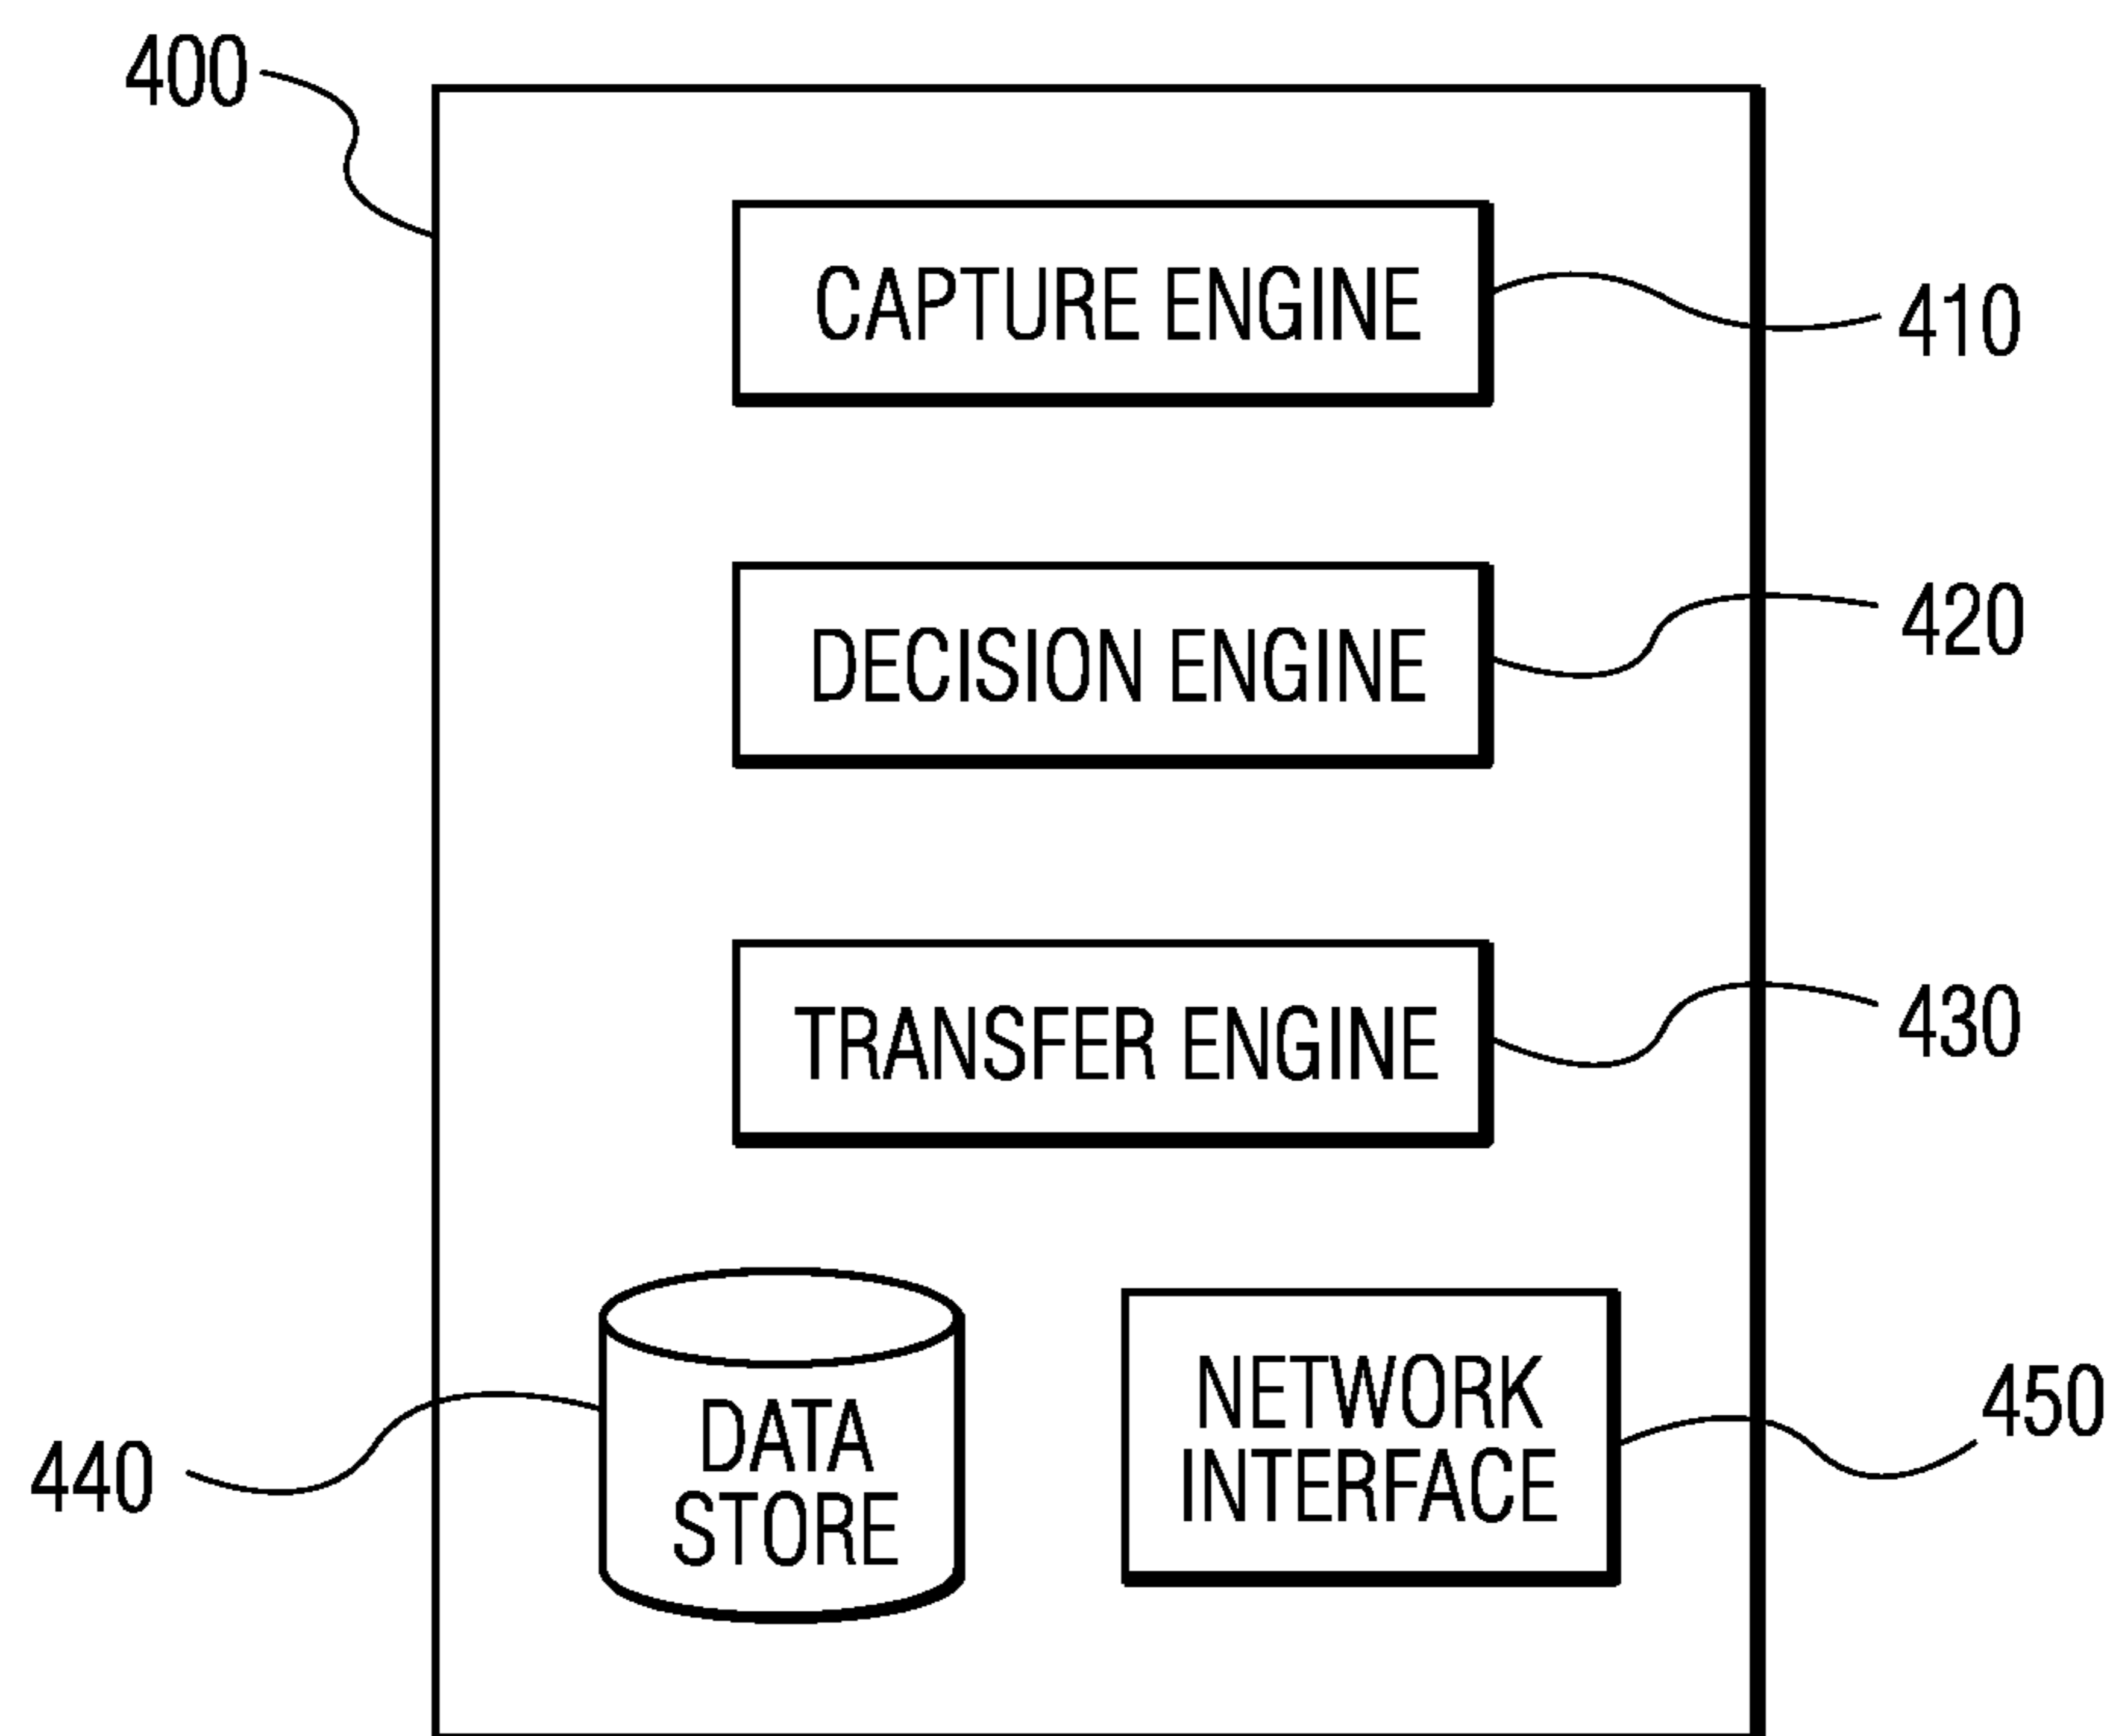 400
CAPTURE ENGINE
410
DECISION ENGINE
420
TRANSFER ENGINE
430
DATA
STORE
440
NETWORK
INTERFACE
450